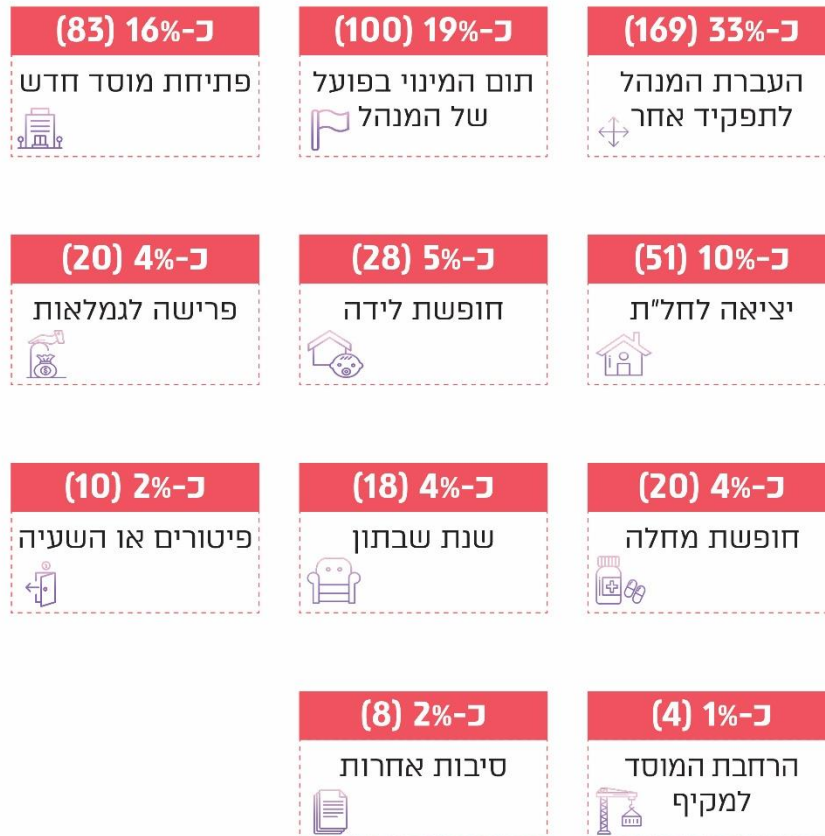 כ-33% (169)
העברת המנהל
לתפקיד אחר
כ-19% (100)
תום המינוי בפועל
של המנהל
כ-16% (83)
פתיחת מוסד חדש
כ-10% (51)
יציאה לחל"ת
כ-5% (28)
חופשת לידה
כ-4% (20)
פרישה לגמלאות
כ-4% (20)
חופשת מחלה
כ-4% (18)
שנת שבתון
כ-2% (10)
פיטורים או השעיה
כ-1% (4)
הרחבת המוסד
למקיף
כ-2% (8)
סיבות אחרות